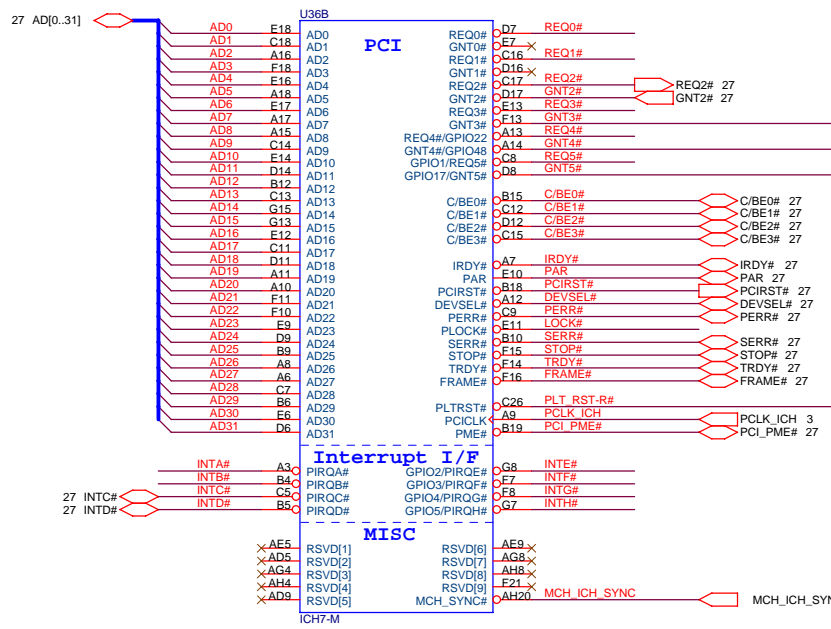 U36B
27 AD[0..31]
PCI
AD0 E18 AD0 REQ0# D7 REQ0#
AD1 C18 AD1 GNT0# E7
AD2 A16 AD2 REQ1# C16 REQ1#
AD3 F18 AD3 GNT1# D16
AD4 E16 AD4 REQ2# C17 REQ2# REQ2# 27
AD5 A18 AD5 GNT2# D17 GNT2# GNT2# 27
AD6 E17 AD6 REQ3# E13 REQ3#
AD7 A17 AD7 GNT3# F13 GNT3#
AD8 A15 AD8 REQ4#/GPIO22 A13 REQ4#
AD9 C14 AD9 GNT4#/GPIO48 A14 GNT4#
AD10 E14 AD10 GPIO1/REQ5# C8 REQ5#
AD11 D14 AD11 GPIO17/GNT5# D8 GNT5#
AD12 B12 AD12
AD13 C13 AD13 C/BE0# B15 C/BE0# C/BE0# 27
AD14 G15 AD14 C/BE1# C12 C/BE1# C/BE1# 27
AD15 G13 AD15 C/BE2# D12 C/BE2# C/BE2# 27
AD16 E12 AD16 C/BE3# C15 C/BE3# C/BE3# 27
AD17 C11 AD17
AD18 D11 AD18 IRDY# A7 IRDY# IRDY# 27
AD19 A11 AD19 PAR E10 PAR PAR 27
AD20 A10 AD20 PCIRST# B18 PCIRST# PCIRST# 27
AD21 F11 AD21 DEVSEL# A12 DEVSEL# DEVSEL# 27
AD22 F10 AD22 PERR# C9 PERR# PERR# 27
AD23 E9 AD23 PLOCK# E11 LOCK#
AD24 D9 AD24 SERR# B10 SERR# SERR# 27
AD25 B9 AD25 STOP# F15 STOP# STOP# 27
AD26 A8 AD26 TRDY# F14 TRDY# TRDY# 27
AD27 A6 AD27 FRAME# F16 FRAME# FRAME# 27
AD28 C7 AD28
AD29 B6 AD29 PLTRST# C26 PLT_RST-R#
AD30 E6 AD30 PCICLK A9 PCLK_ICH PCLK_ICH 3
AD31 D6 AD31 PME# B19 PCI_PME# PCI_PME# 27
Interrupt I/F
INTA# A3 PIRQA# GPIO2/PIRQE# G8 INTE#
INTB# B4 PIRQB# GPIO3/PIRQF# F7 INTF#
27 INTC# INTC# C5 PIRQC# GPIO4/PIRQG# F8 INTG#
27 INTD# INTD# B5 PIRQD# GPIO5/PIRQH# G7 INTH#
MISC
AE5 RSVD[1] RSVD[6] AE9
AD5 RSVD[2] RSVD[7] AG8
AG4 RSVD[3] RSVD[8] AH8
AH4 RSVD[4] RSVD[9] F21
AD9 RSVD[5] MCH_SYNC# AH20 MCH_ICH_SYNC MCH_ICH_SYN
ICH7-M